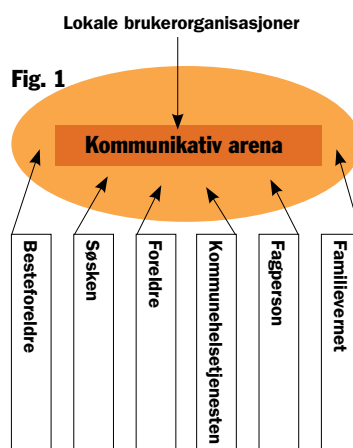 Lokale brukerorganisasjoner
Fig. 1
Kommunikativ arena
Besteforeldre
Søsken
Foreldre
Kommunehelsetjenesten
Fagperson
Familievernet